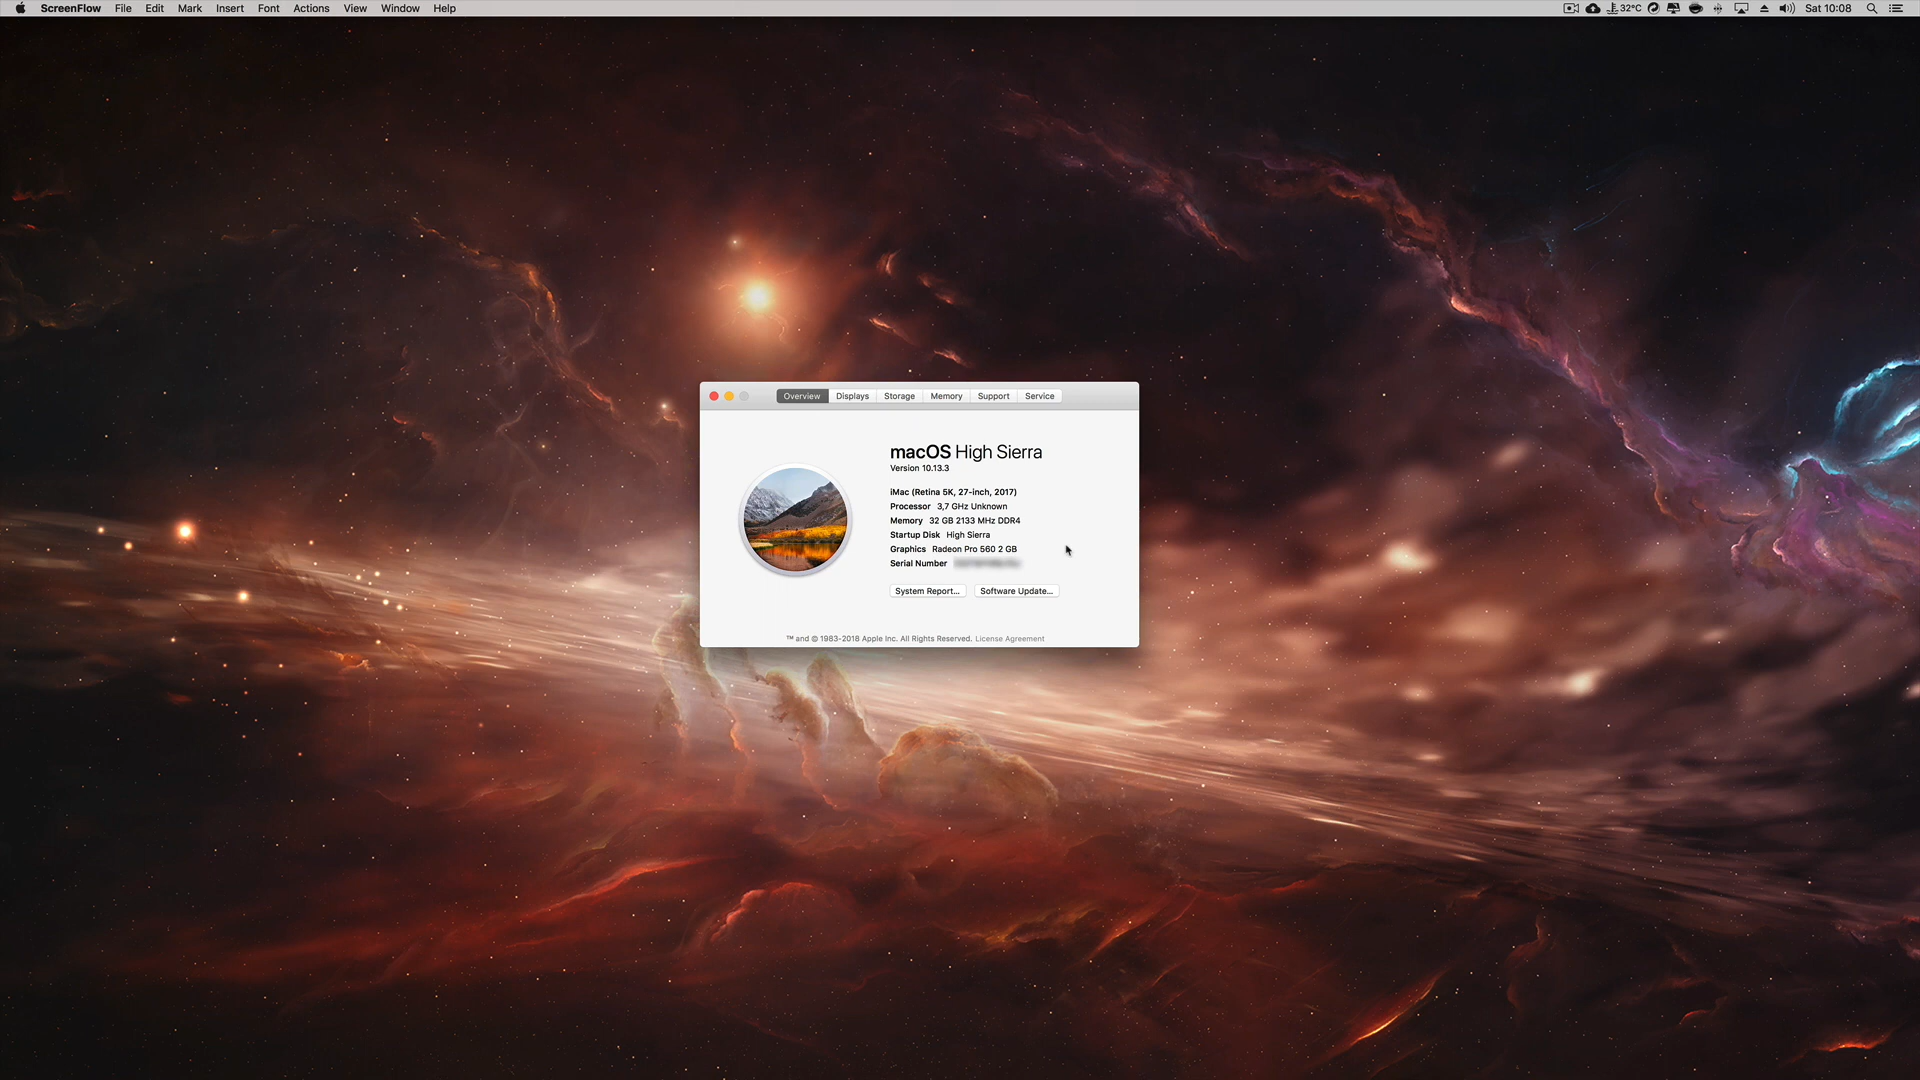 ScreenFlow File Edit Mark Insert Font Actions View Window Help 32°C Sat 10:08
Overview Displays Storage Memory Support Service
macOS High Sierra
Version 10.13.3
iMac (Retina 5K, 27-inch, 2017)
Processor 3,7 GHz Unknown
Memory 32 GB 2133 MHz DDR4
Startup Disk High Sierra
Graphics Radeon Pro 560 2 GB
Serial Number
System Report... Software Update...
™ and © 1983-2018 Apple Inc. All Rights Reserved. License Agreement